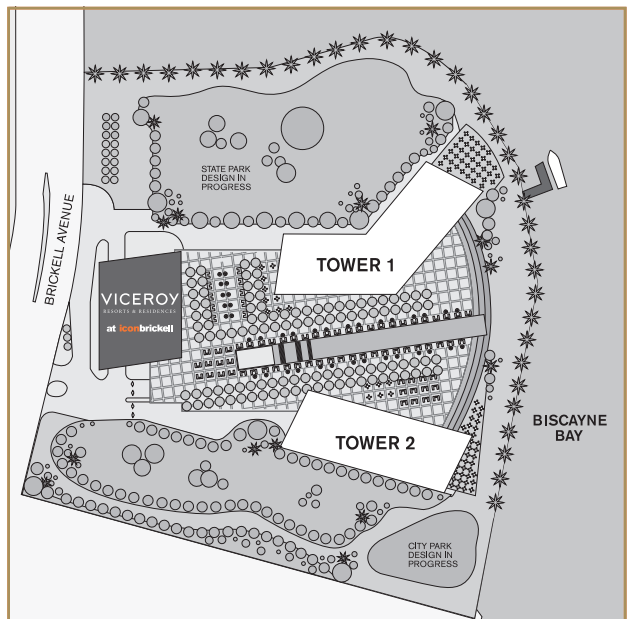 STATE PARK
DESIGN IN
PROGRESS
BRICKELL AVENUE
TOWER 1
VICEROY
RESORTS & RESIDENCES
at iconbrickell
BISCAYNE
BAY
TOWER 2
CITY PARK
DESIGN IN
PROGRESS